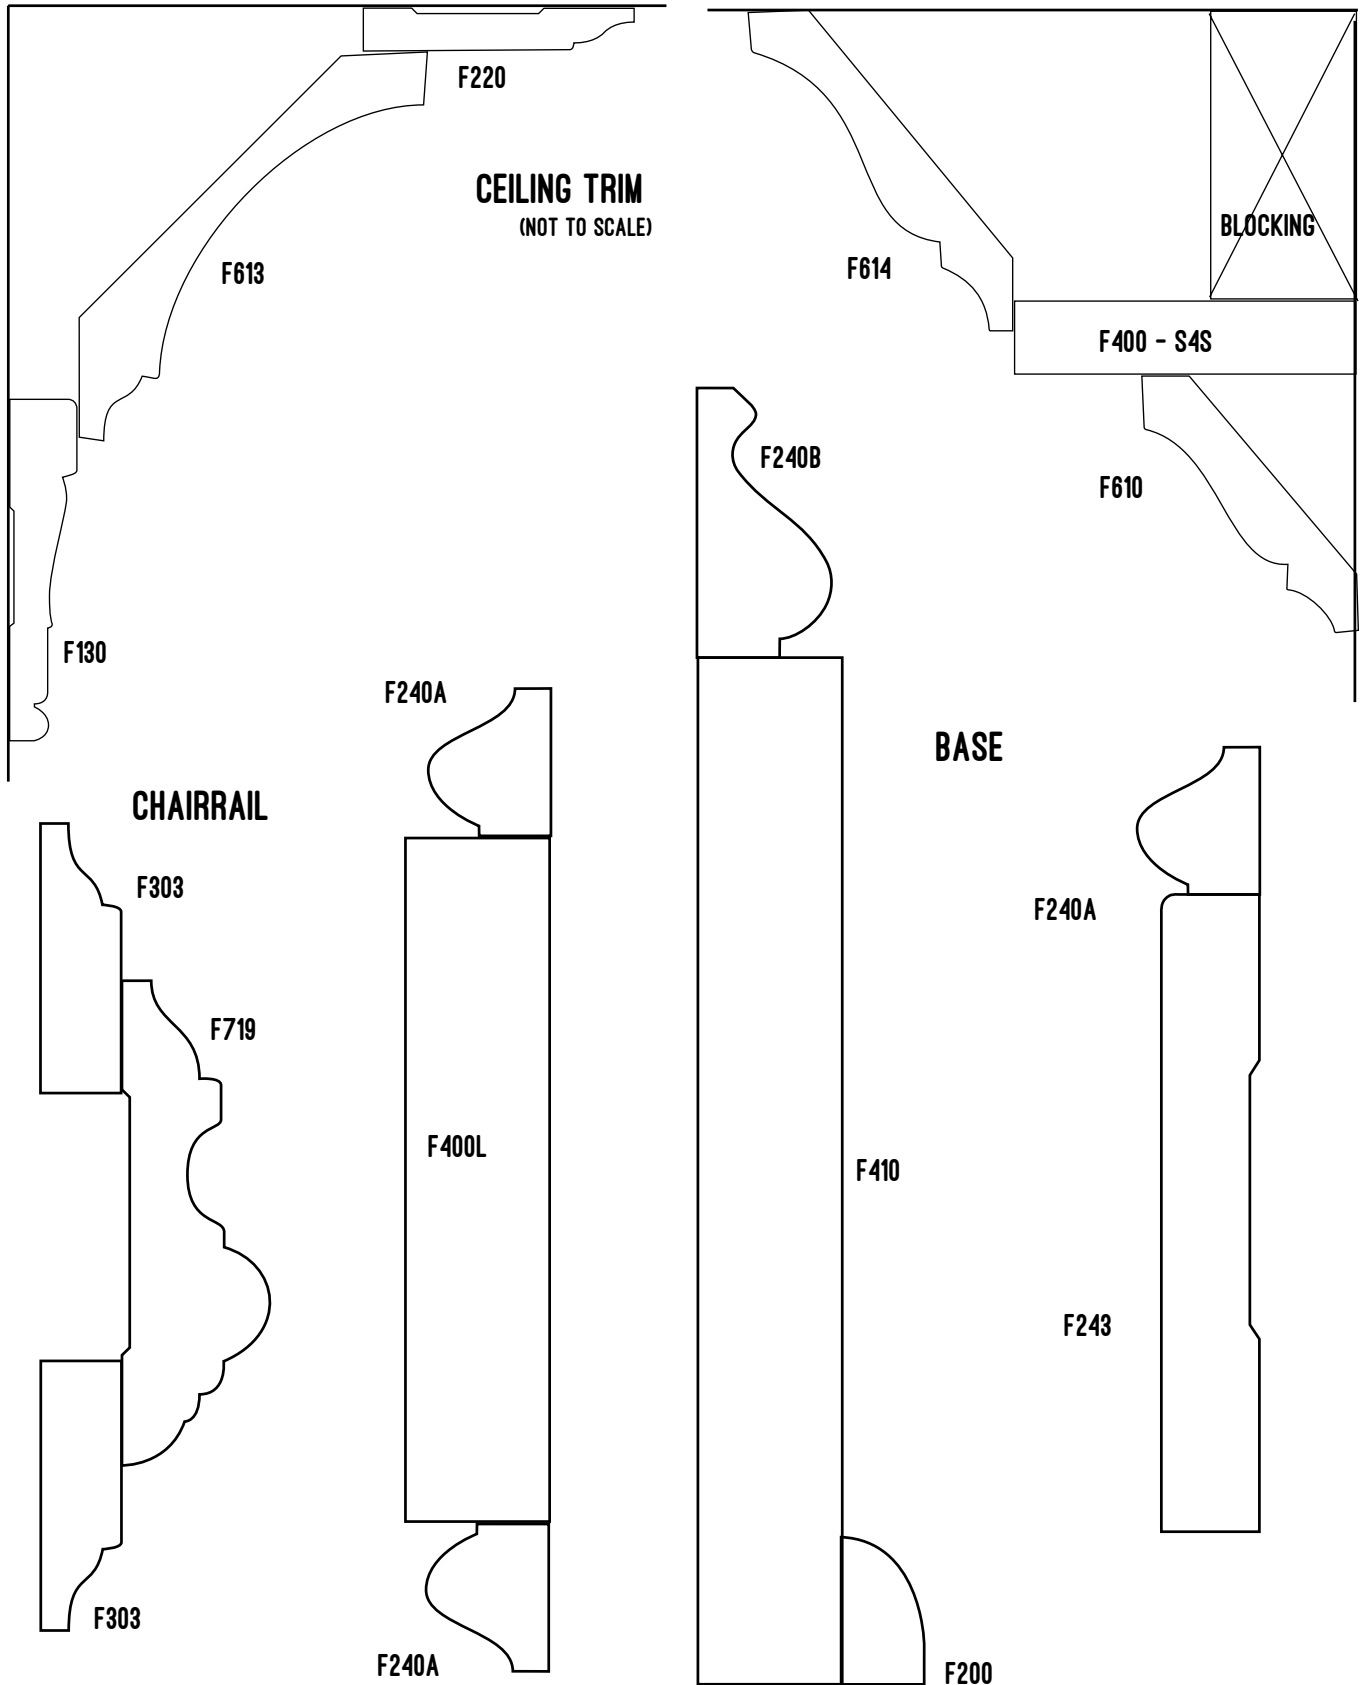 F220
CEILING TRIM
(NOT TO SCALE)
F613
F130
F614
BLOCKING
F400 - S4S
F610
F240B
F240A
CHAIRRAIL
F303
F719
F400L
F303
F240A
BASE
F240A
F410
F243
F200